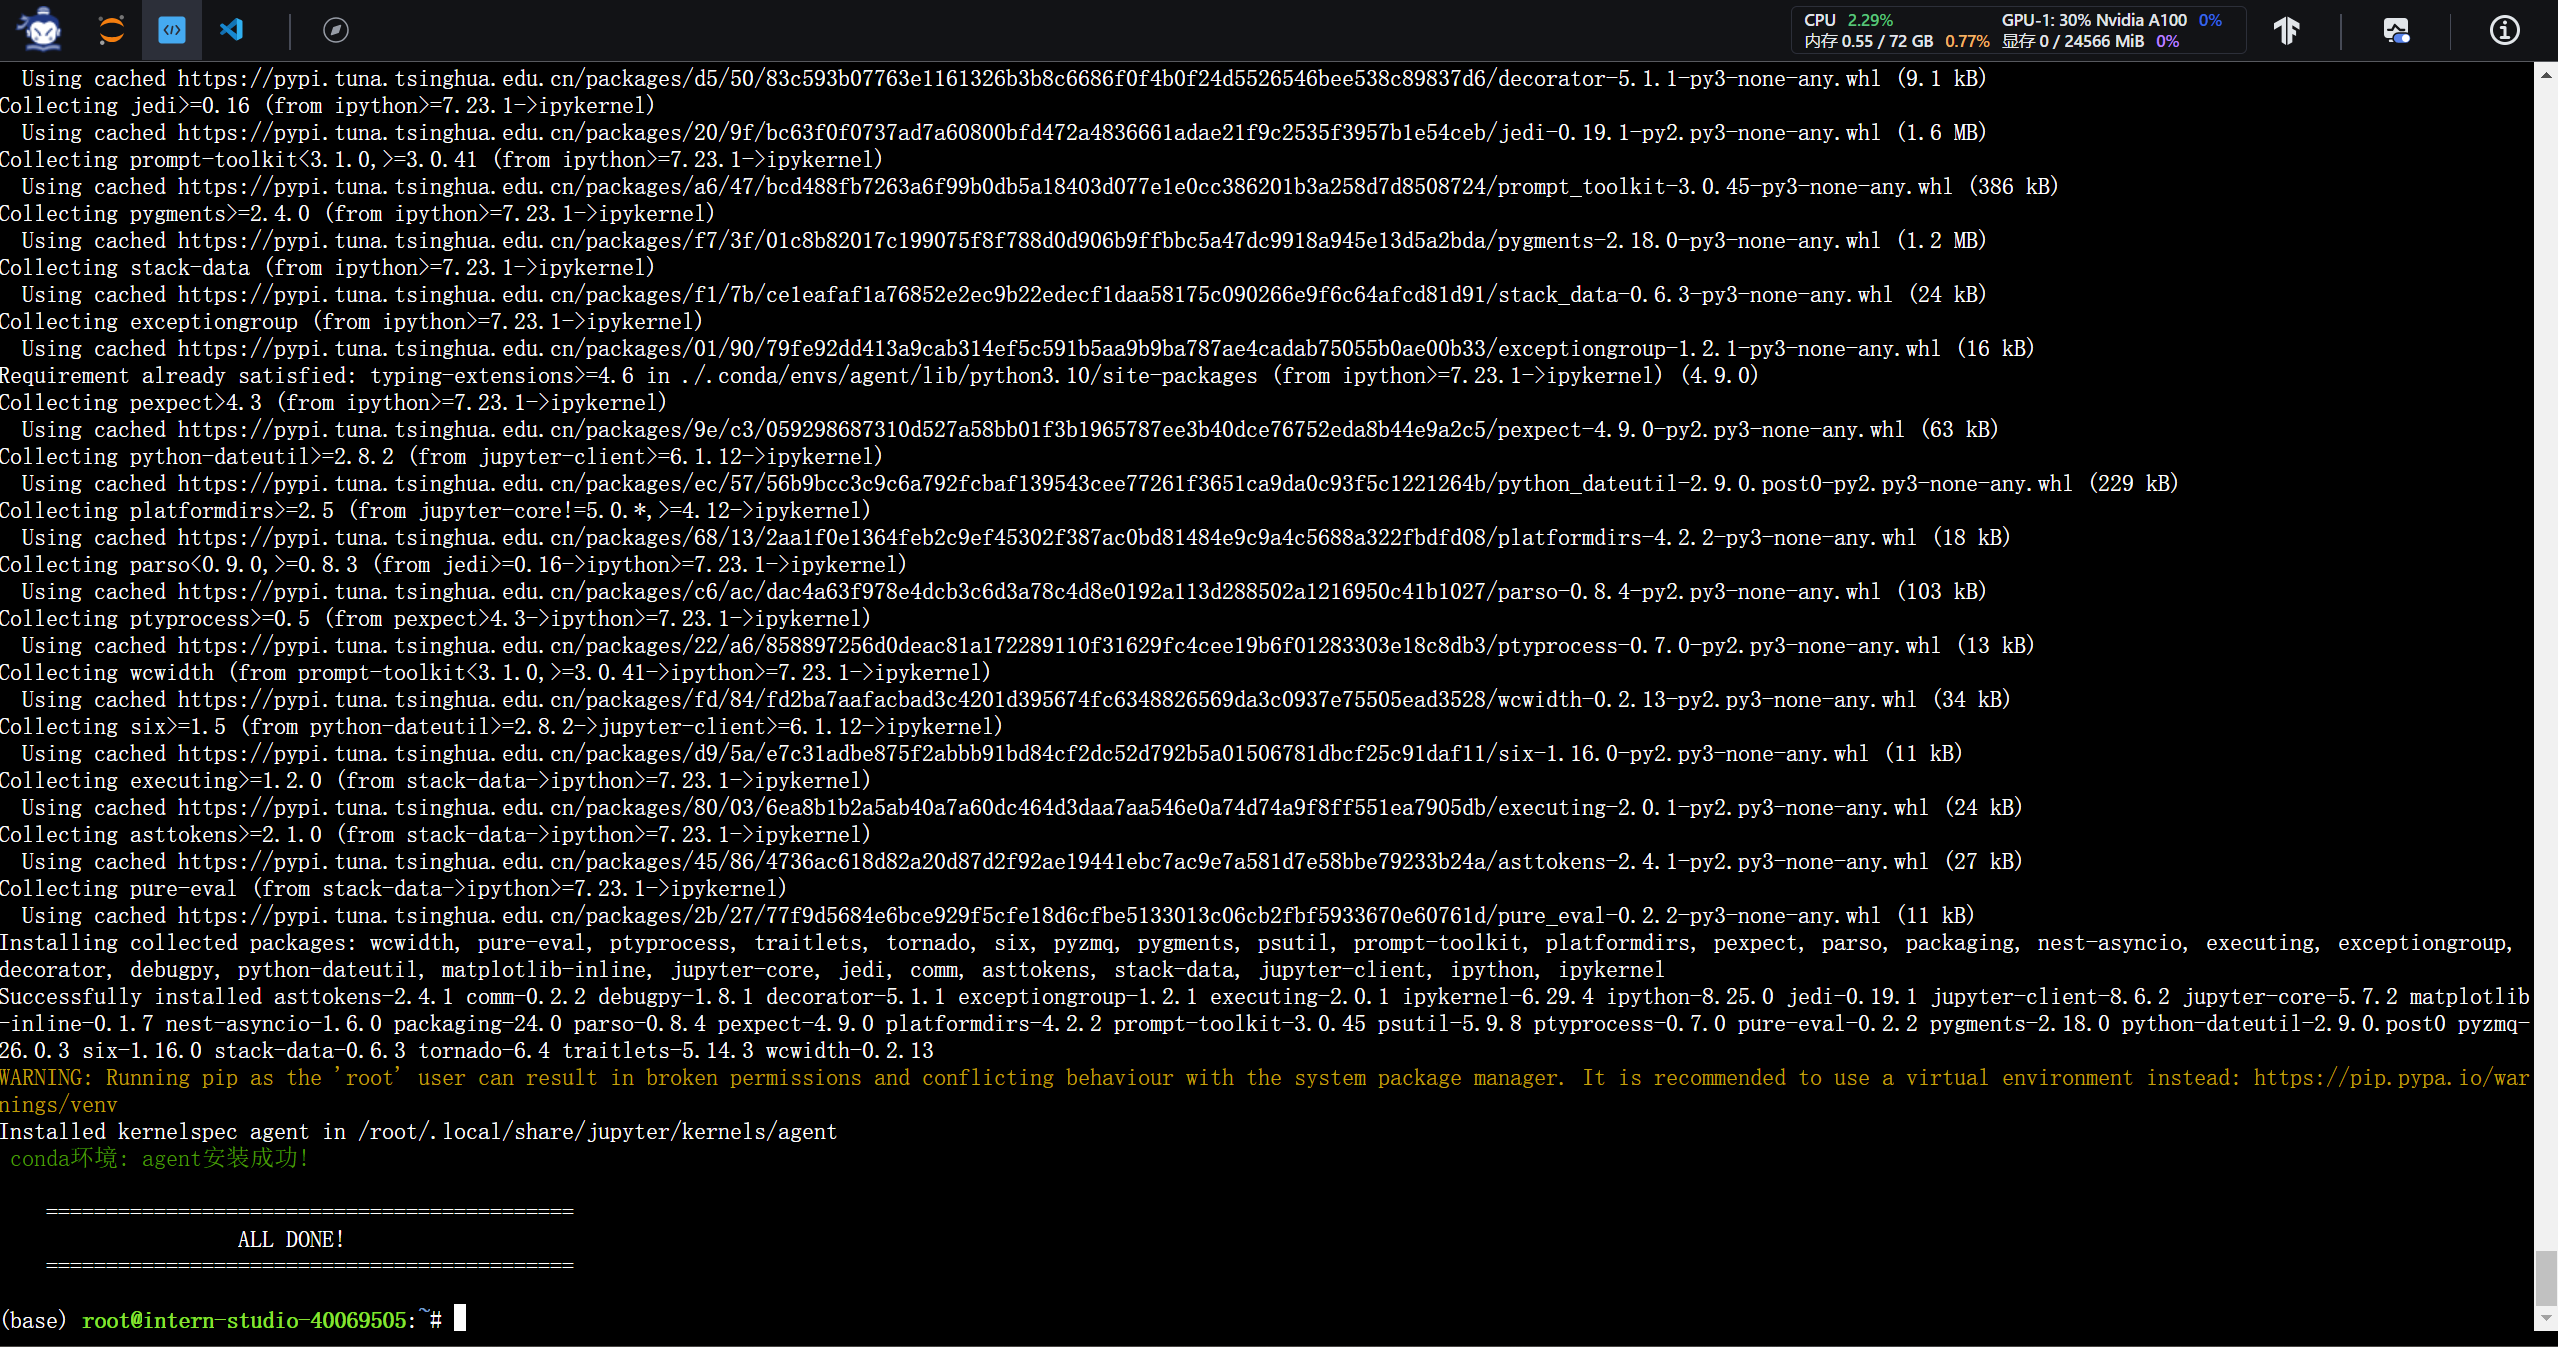 CPU 2.29% GPU-1: 30% Nvidia A100 0%
内存 0.55 / 72 GB 0.77% 显存 0 / 24566 MiB 0%
Using cached https://pypi.tuna.tsinghua.edu.cn/packages/d5/50/83c593b07763e1161326b3b8c6686f0f4b0f24d5526546bee538c89837d6/decorator-5.1.1-py3-none-any.whl (9.1 kB)
Collecting jedi>=0.16 (from ipython>=7.23.1->ipykernel)
Using cached https://pypi.tuna.tsinghua.edu.cn/packages/20/9f/bc63f0f0737ad7a60800bfd472a4836661adae21f9c2535f3957b1e54ceb/jedi-0.19.1-py2.py3-none-any.whl (1.6 MB)
Collecting prompt-toolkit<3.1.0,>=3.0.41 (from ipython>=7.23.1->ipykernel)
Using cached https://pypi.tuna.tsinghua.edu.cn/packages/a6/47/bcd488fb7263a6f99b0db5a18403d077e1e0cc386201b3a258d7d8508724/prompt_toolkit-3.0.45-py3-none-any.whl (386 kB)
Collecting pygments>=2.4.0 (from ipython>=7.23.1->ipykernel)
Using cached https://pypi.tuna.tsinghua.edu.cn/packages/f7/3f/01c8b82017c199075f8f788d0d906b9ffbbc5a47dc9918a945e13d5a2bda/pygments-2.18.0-py3-none-any.whl (1.2 MB)
Collecting stack-data (from ipython>=7.23.1->ipykernel)
Using cached https://pypi.tuna.tsinghua.edu.cn/packages/f1/7b/ce1eafaf1a76852e2ec9b22edecf1daa58175c090266e9f6c64afcd81d91/stack_data-0.6.3-py3-none-any.whl (24 kB)
Collecting exceptiongroup (from ipython>=7.23.1->ipykernel)
Using cached https://pypi.tuna.tsinghua.edu.cn/packages/01/90/79fe92dd413a9cab314ef5c591b5aa9b9ba787ae4cadab75055b0ae00b33/exceptiongroup-1.2.1-py3-none-any.whl (16 kB)
Requirement already satisfied: typing-extensions>=4.6 in ./.conda/envs/agent/lib/python3.10/site-packages (from ipython>=7.23.1->ipykernel) (4.9.0)
Collecting pexpect>4.3 (from ipython>=7.23.1->ipykernel)
Using cached https://pypi.tuna.tsinghua.edu.cn/packages/9e/c3/059298687310d527a58bb01f3b1965787ee3b40dce76752eda8b44e9a2c5/pexpect-4.9.0-py2.py3-none-any.whl (63 kB)
Collecting python-dateutil>=2.8.2 (from jupyter-client>=6.1.12->ipykernel)
Using cached https://pypi.tuna.tsinghua.edu.cn/packages/ec/57/56b9bcc3c9c6a792fcbaf139543cee77261f3651ca9da0c93f5c1221264b/python_dateutil-2.9.0.post0-py2.py3-none-any.whl (229 kB)
Collecting platformdirs>=2.5 (from jupyter-core!=5.0.*,>=4.12->ipykernel)
Using cached https://pypi.tuna.tsinghua.edu.cn/packages/68/13/2aa1f0e1364feb2c9ef45302f387ac0bd81484e9c9a4c5688a322fbdfd08/platformdirs-4.2.2-py3-none-any.whl (18 kB)
Collecting parso<0.9.0,>=0.8.3 (from jedi>=0.16->ipython>=7.23.1->ipykernel)
Using cached https://pypi.tuna.tsinghua.edu.cn/packages/c6/ac/dac4a63f978e4dcb3c6d3a78c4d8e0192a113d288502a1216950c41b1027/parso-0.8.4-py2.py3-none-any.whl (103 kB)
Collecting ptyprocess>=0.5 (from pexpect>4.3->ipython>=7.23.1->ipykernel)
Using cached https://pypi.tuna.tsinghua.edu.cn/packages/22/a6/858897256d0deac81a172289110f31629fc4cee19b6f01283303e18c8db3/ptyprocess-0.7.0-py2.py3-none-any.whl (13 kB)
Collecting wcwidth (from prompt-toolkit<3.1.0,>=3.0.41->ipython>=7.23.1->ipykernel)
Using cached https://pypi.tuna.tsinghua.edu.cn/packages/fd/84/fd2ba7aafacbad3c4201d395674fc6348826569da3c0937e75505ead3528/wcwidth-0.2.13-py2.py3-none-any.whl (34 kB)
Collecting six>=1.5 (from python-dateutil>=2.8.2->jupyter-client>=6.1.12->ipykernel)
Using cached https://pypi.tuna.tsinghua.edu.cn/packages/d9/5a/e7c31adbe875f2abbb91bd84cf2dc52d792b5a01506781dbcf25c91daf11/six-1.16.0-py2.py3-none-any.whl (11 kB)
Collecting executing>=1.2.0 (from stack-data->ipython>=7.23.1->ipykernel)
Using cached https://pypi.tuna.tsinghua.edu.cn/packages/80/03/6ea8b1b2a5ab40a7a60dc464d3daa7aa546e0a74d74a9f8ff551ea7905db/executing-2.0.1-py2.py3-none-any.whl (24 kB)
Collecting asttokens>=2.1.0 (from stack-data->ipython>=7.23.1->ipykernel)
Using cached https://pypi.tuna.tsinghua.edu.cn/packages/45/86/4736ac618d82a20d87d2f92ae19441ebc7ac9e7a581d7e58bbe79233b24a/asttokens-2.4.1-py2.py3-none-any.whl (27 kB)
Collecting pure-eval (from stack-data->ipython>=7.23.1->ipykernel)
Using cached https://pypi.tuna.tsinghua.edu.cn/packages/2b/27/77f9d5684e6bce929f5cfe18d6cfbe5133013c06cb2fbf5933670e60761d/pure_eval-0.2.2-py3-none-any.whl (11 kB)
Installing collected packages: wcwidth, pure-eval, ptyprocess, traitlets, tornado, six, pyzmq, pygments, psutil, prompt-toolkit, platformdirs, pexpect, parso, packaging, nest-asyncio, executing, exceptiongroup,
decorator, debugpy, python-dateutil, matplotlib-inline, jupyter-core, jedi, comm, asttokens, stack-data, jupyter-client, ipython, ipykernel
Successfully installed asttokens-2.4.1 comm-0.2.2 debugpy-1.8.1 decorator-5.1.1 exceptiongroup-1.2.1 executing-2.0.1 ipykernel-6.29.4 ipython-8.25.0 jedi-0.19.1 jupyter-client-8.6.2 jupyter-core-5.7.2 matplotlib
-inline-0.1.7 nest-asyncio-1.6.0 packaging-24.0 parso-0.8.4 pexpect-4.9.0 platformdirs-4.2.2 prompt-toolkit-3.0.45 psutil-5.9.8 ptyprocess-0.7.0 pure-eval-0.2.2 pygments-2.18.0 python-dateutil-2.9.0.post0 pyzmq-
26.0.3 six-1.16.0 stack-data-0.6.3 tornado-6.4 traitlets-5.14.3 wcwidth-0.2.13
WARNING: Running pip as the 'root' user can result in broken permissions and conflicting behaviour with the system package manager. It is recommended to use a virtual environment instead: https://pip.pypa.io/war
nings/venv
Installed kernelspec agent in /root/.local/share/jupyter/kernels/agent
conda环境: agent安装成功!
============================================
ALL DONE!
============================================
(base) root@intern-studio-40069505:~#